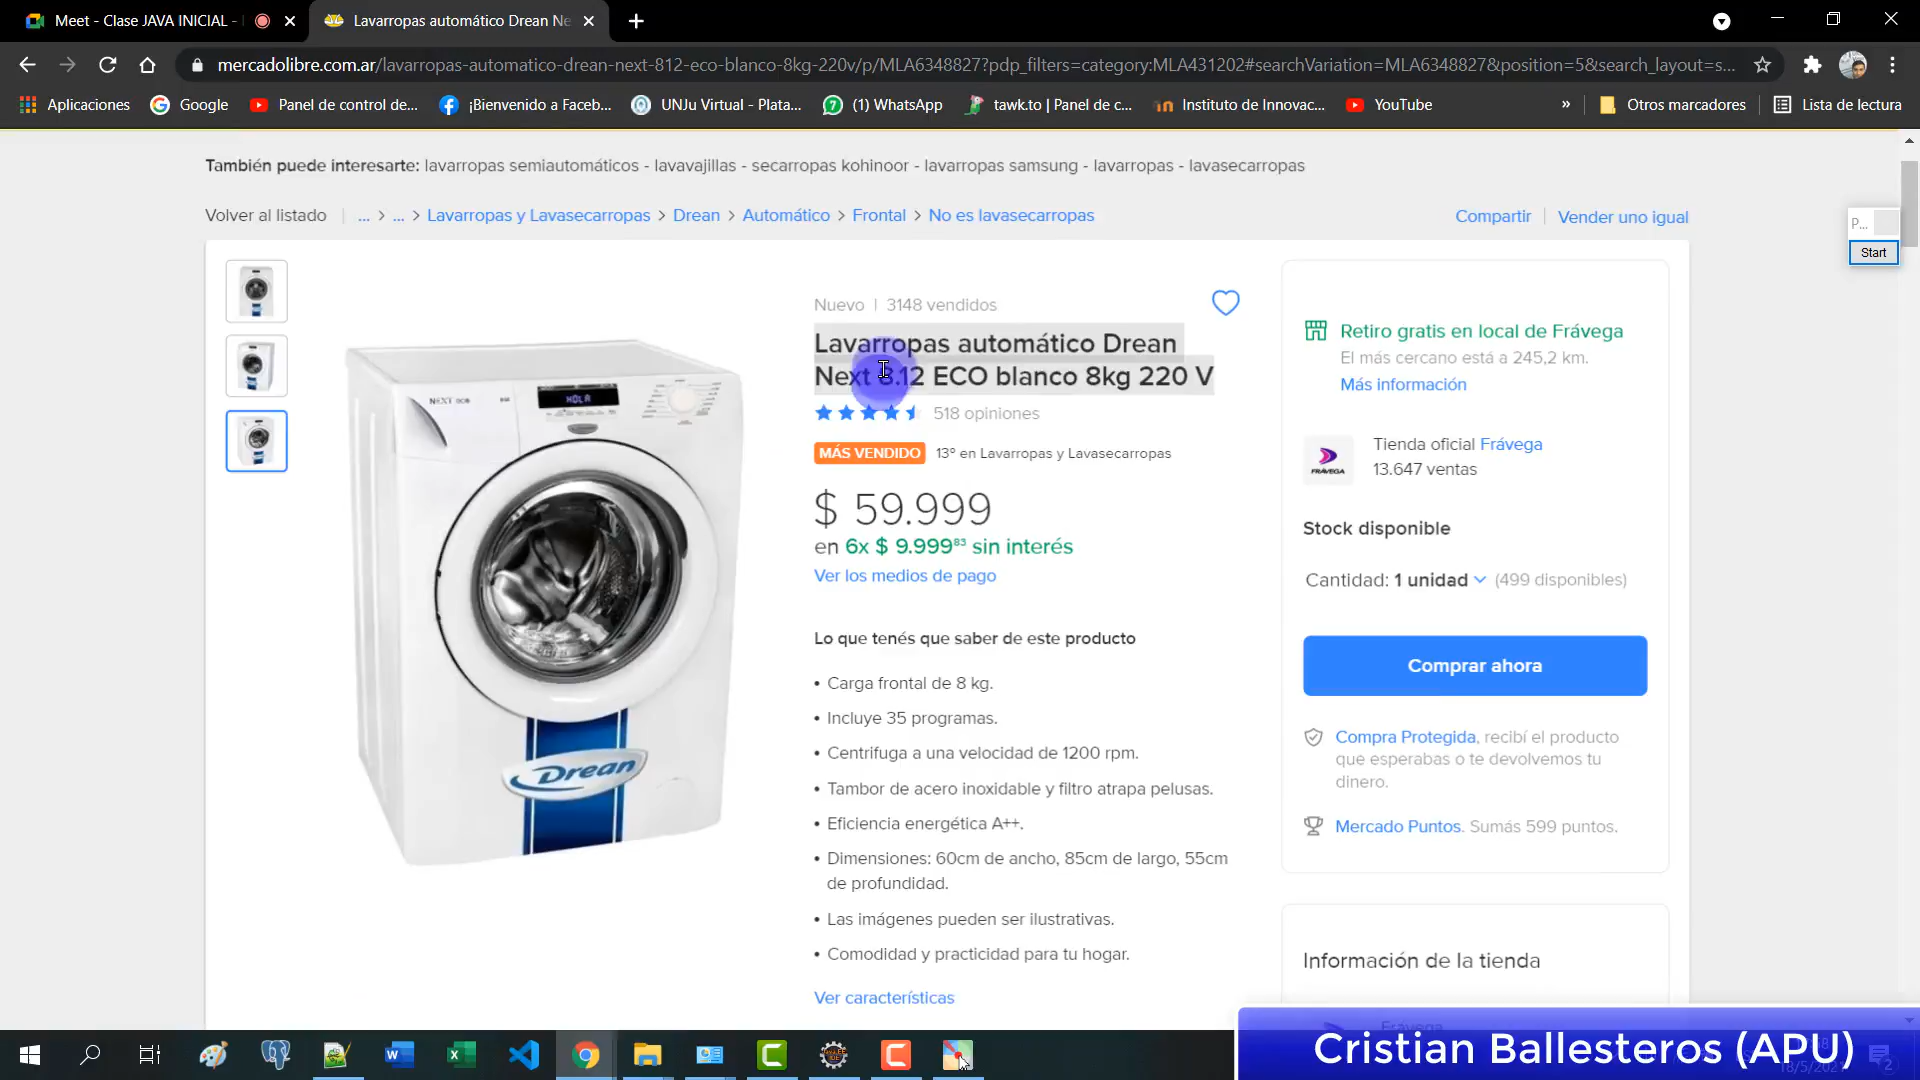 Meet - Clase JAVA INICIAL -
Lavarropas automático Drean Ne
mercadolibre.com.ar/lavarropas-automatico-drean-next-812-eco-blanco-8kg-220v/p/MLA6348827?pdp_filters=category:MLA431202#searchVariation=MLA6348827&position=5&search_layout=s...
Aplicaciones
Google
Panel de control de...
¡Bienvenido a Faceb...
UNJu Virtual - Plata...
(1) WhatsApp
tawk.to | Panel de c...
Instituto de Innovac...
YouTube
»
Otros marcadores
Lista de lectura
También puede interesarte: lavarropas semiautomáticos - lavavajillas - secarropas kohinoor - lavarropas samsung - lavarropas - lavasecarropas
Volver al listado | ... > ... > Lavarropas y Lavasecarropas > Drean > Automático > Frontal > No es lavasecarropas
Compartir | Vender uno igual
P...
Start
Nuevo | 3148 vendidos
Lavarropas automático Drean
Next 8.12 ECO blanco 8kg 220 V
518 opiniones
MÁS VENDIDO 13º en Lavarropas y Lavasecarropas
$ 59.999
en 6x $ 9.999⁸³ sin interés
Ver los medios de pago
Lo que tenés que saber de este producto
• Carga frontal de 8 kg.
• Incluye 35 programas.
• Centrifuga a una velocidad de 1200 rpm.
• Tambor de acero inoxidable y filtro atrapa pelusas.
• Eficiencia energética A++.
• Dimensiones: 60cm de ancho, 85cm de largo, 55cm
de profundidad.
• Las imágenes pueden ser ilustrativas.
• Comodidad y practicidad para tu hogar.
Ver características
NEXT
HOLA
Drean
Retiro gratis en local de Frávega
El más cercano está a 245,2 km.
Más información
FRÁVEGA
Tienda oficial Frávega
13.647 ventas
Stock disponible
Cantidad: 1 unidad (499 disponibles)
Comprar ahora
Compra Protegida, recibí el producto
que esperabas o te devolvemos tu
dinero.
Mercado Puntos. Sumás 599 puntos.
Información de la tienda
Frávega
Cristian Ballesteros (APU)